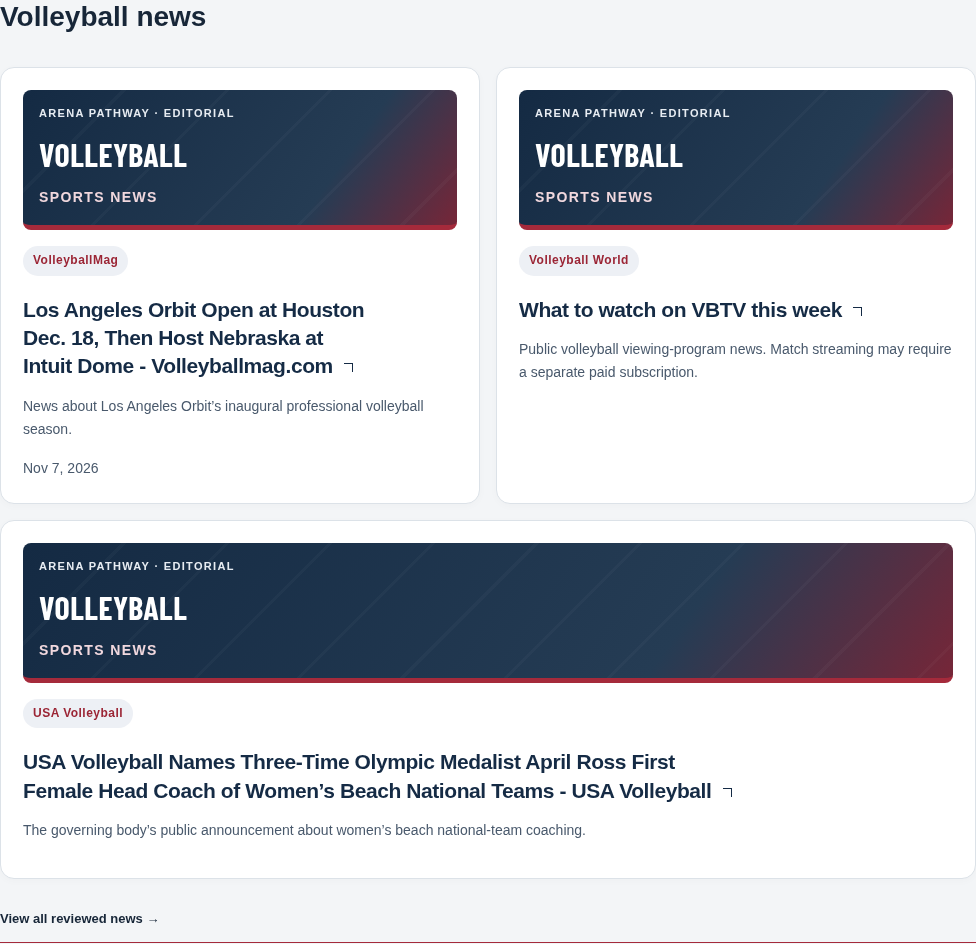 Volleyball news
ARENA PATHWAY · EDITORIAL
VOLLEYBALL
SPORTS NEWS
VolleyballMag
Los Angeles Orbit Open at Houston
Dec. 18, Then Host Nebraska at
Intuit Dome - Volleyballmag.com
News about Los Angeles Orbit’s inaugural professional volleyball
season.
Nov 7, 2026
ARENA PATHWAY · EDITORIAL
VOLLEYBALL
SPORTS NEWS
Volleyball World
What to watch on VBTV this week
Public volleyball viewing-program news. Match streaming may require
a separate paid subscription.
ARENA PATHWAY · EDITORIAL
VOLLEYBALL
SPORTS NEWS
USA Volleyball
USA Volleyball Names Three-Time Olympic Medalist April Ross First
Female Head Coach of Women’s Beach National Teams - USA Volleyball
The governing body’s public announcement about women’s beach national-team coaching.
View all reviewed news →